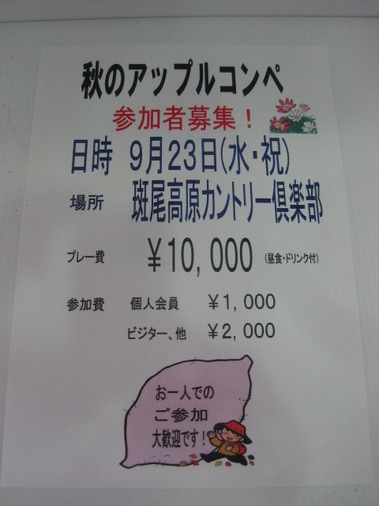 秋のアップルコンペ
参加者募集！
日時 9月23日(水・祝)
場所 斑尾高原カントリー倶楽部
プレー費 ￥10,000 (昼食・ドリンク付)
参加費 個人会員 ￥1,000
ビジター、他 ￥2,000
お一人での
ご参加
大歓迎です！